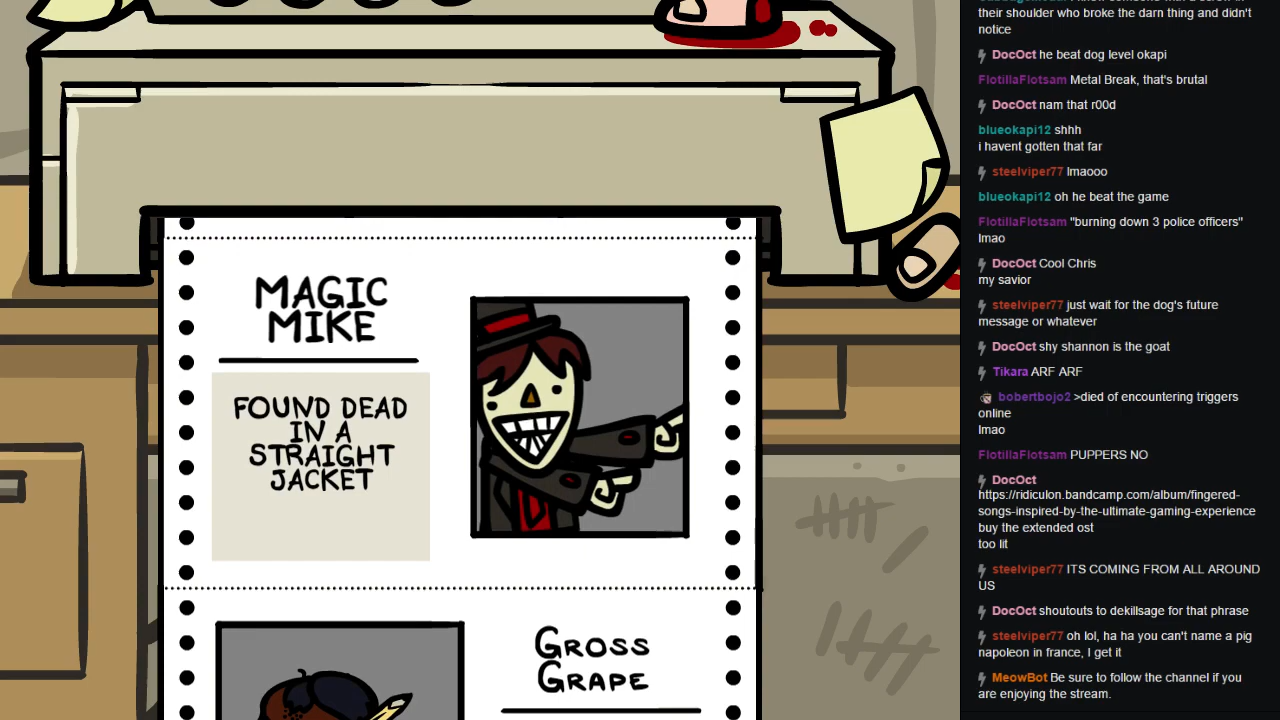 MAGIC
MIKE
FOUND DEAD
IN A
STRAIGHT
JACKET
GROSS
GRAPE
their shoulder who broke the darn thing and didn't
notice
DocOct he beat dog level okapi
FlotillaFlotsam Metal Break, that's brutal
DocOct nam that r00d
blueokapi12 shhh
i havent gotten that far
steelviper77 lmaooo
blueokapi12 oh he beat the game
FlotillaFlotsam "burning down 3 police officers"
lmao
DocOct Cool Chris
my savior
steelviper77 just wait for the dog's future
message or whatever
DocOct shy shannon is the goat
Tikara ARF ARF
bobertbojo2 >died of encountering triggers
online
lmao
FlotillaFlotsam PUPPERS NO
DocOct
https://ridiculon.bandcamp.com/album/fingered-
songs-inspired-by-the-ultimate-gaming-experience
buy the extended ost
too lit
steelviper77 ITS COMING FROM ALL AROUND
US
DocOct shoutouts to dekillsage for that phrase
steelviper77 oh lol, ha ha you can't name a pig
napoleon in france, I get it
MeowBot Be sure to follow the channel if you
are enjoying the stream.